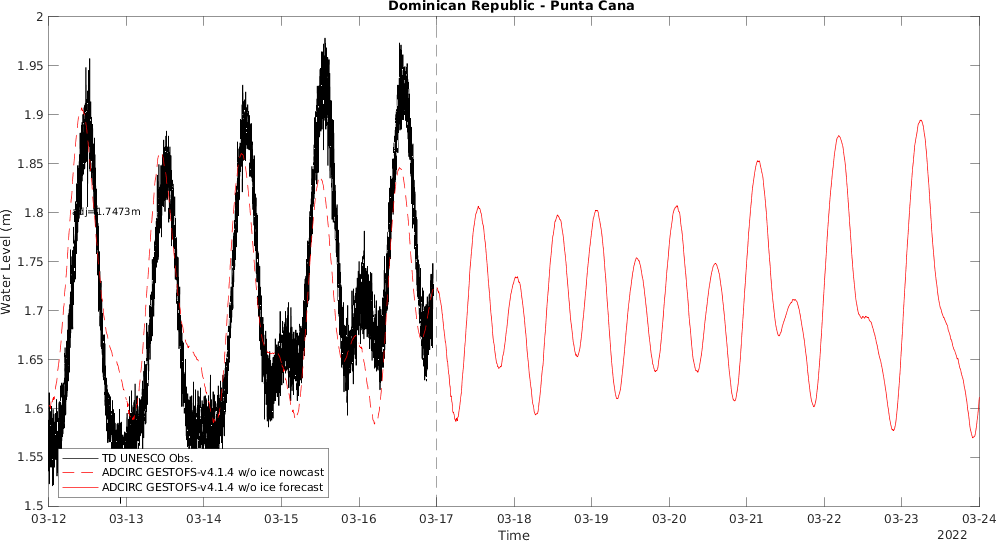 Dominican Republic - Punta Cana
2
1.95
1.9
1.85
1.8
1.75
1.7
1.65
1.6
1.55
1.5
Water Level (m)
adj=1.7473m
TD UNESCO Obs.
ADCIRC GESTOFS-v4.1.4 w/o ice nowcast
ADCIRC GESTOFS-v4.1.4 w/o ice forecast
03-12 03-13 03-14 03-15 03-16 03-17 03-18 03-19 03-20 03-21 03-22 03-23 03-24
Time
2022